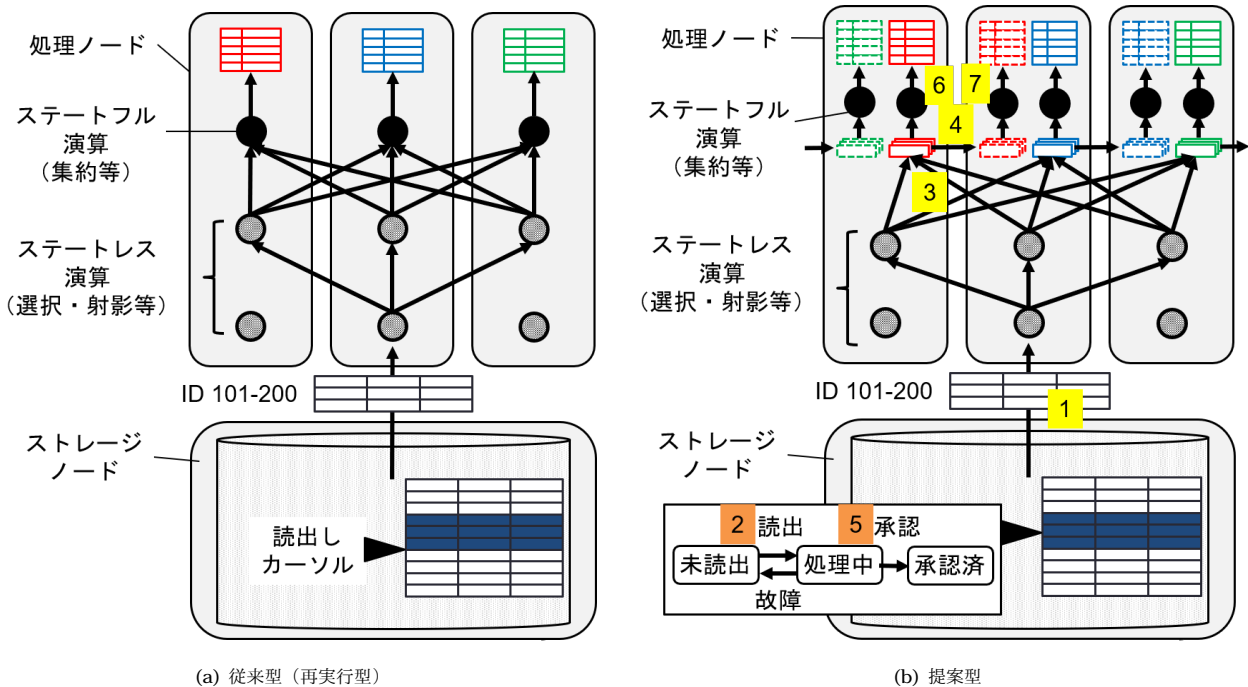 処理ノード
ステートフル
演算
（集約等）
ステートレス
演算
（選択・射影等）
ID 101-200
ストレージ
ノード
読出し
カーソル
(a) 従来型（再実行型）
処理ノード
6
7
ステートフル
演算
（集約等）
4
3
ステートレス
演算
（選択・射影等）
ID 101-200
1
ストレージ
ノード
2 読出
5 承認
未読出
処理中
承認済
故障
(b) 提案型